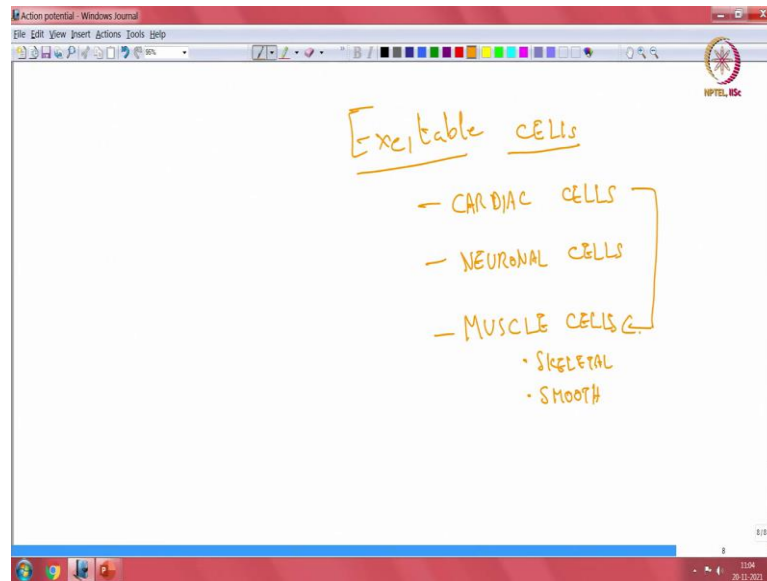 Action potential - Windows Journal
File Edit View Insert Actions Tools Help
95%
B I
NPTEL, IISc
Excitable CELLS
- CARDIAC CELLS
- NEURONAL CELLS
- MUSCLE CELLS
• SKELETAL
• SMOOTH
8/8
8
11:04
20-11-2021